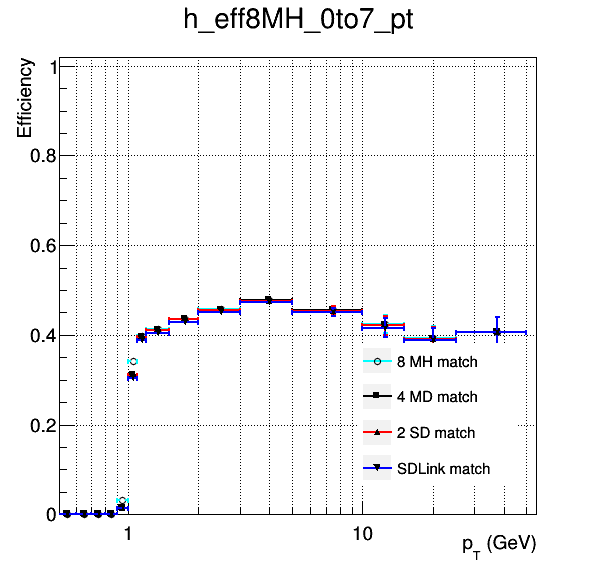 h_eff8MH_0to7_pt
Efficiency
1
0.8
0.6
0.4
0.2
0
8 MH match
4 MD match
2 SD match
SDLink match
1
10
p_T (GeV)